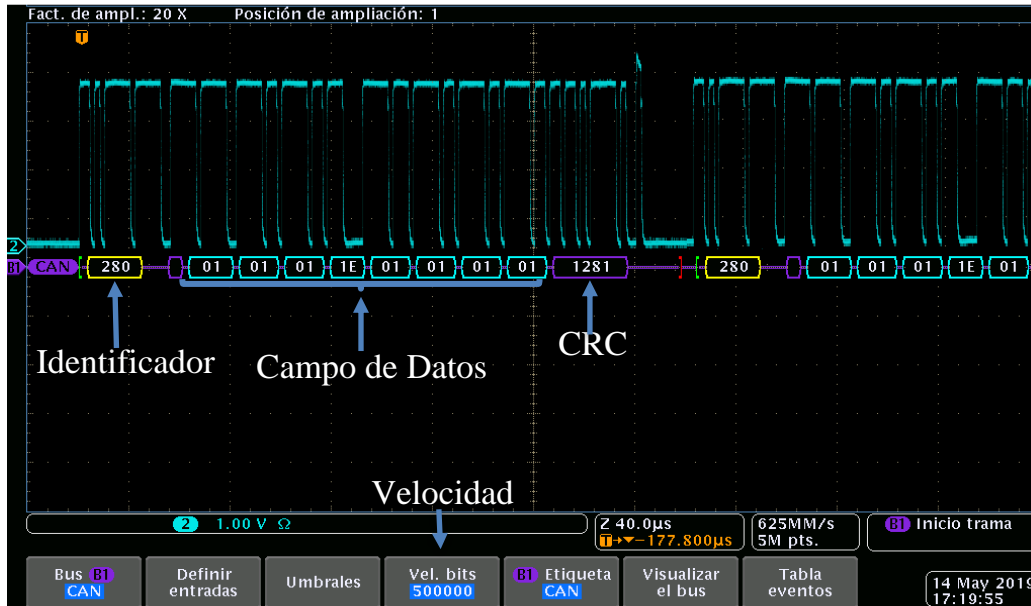 Fact. de ampl.: 20 X Posición de ampliación: 1
T
2
B1 CAN 280 01 01 01 1E 01 01 01 01 1281 280 01 01 01 1E 01
Identificador Campo de Datos CRC
Velocidad
2 1.00 V Ω Z 40.0µs 625MM/s B1 Inicio trama
T→▼-177.800µs 5M pts.
Bus B1 Definir Umbrales Vel. bits B1 Etiqueta Visualizar Tabla
CAN entradas 500000 CAN el bus eventos
14 May 2019
17:19:55